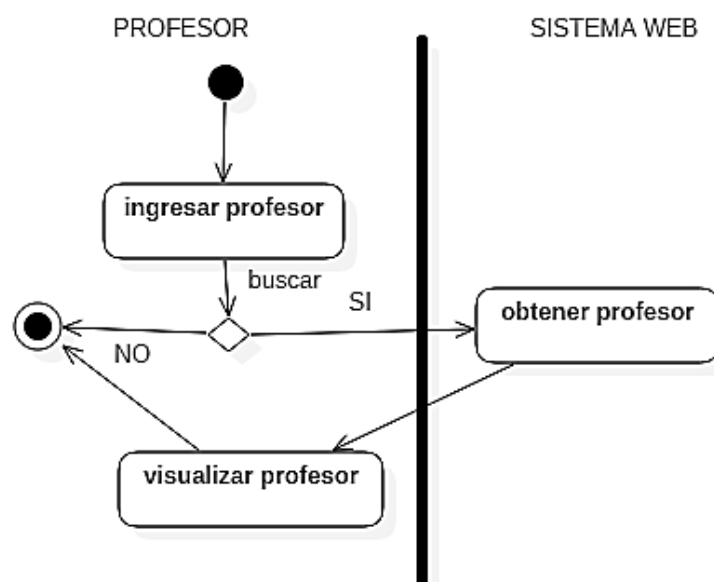 PROFESOR
SISTEMA WEB
ingresar profesor
buscar
SI
obtener profesor
NO
visualizar profesor